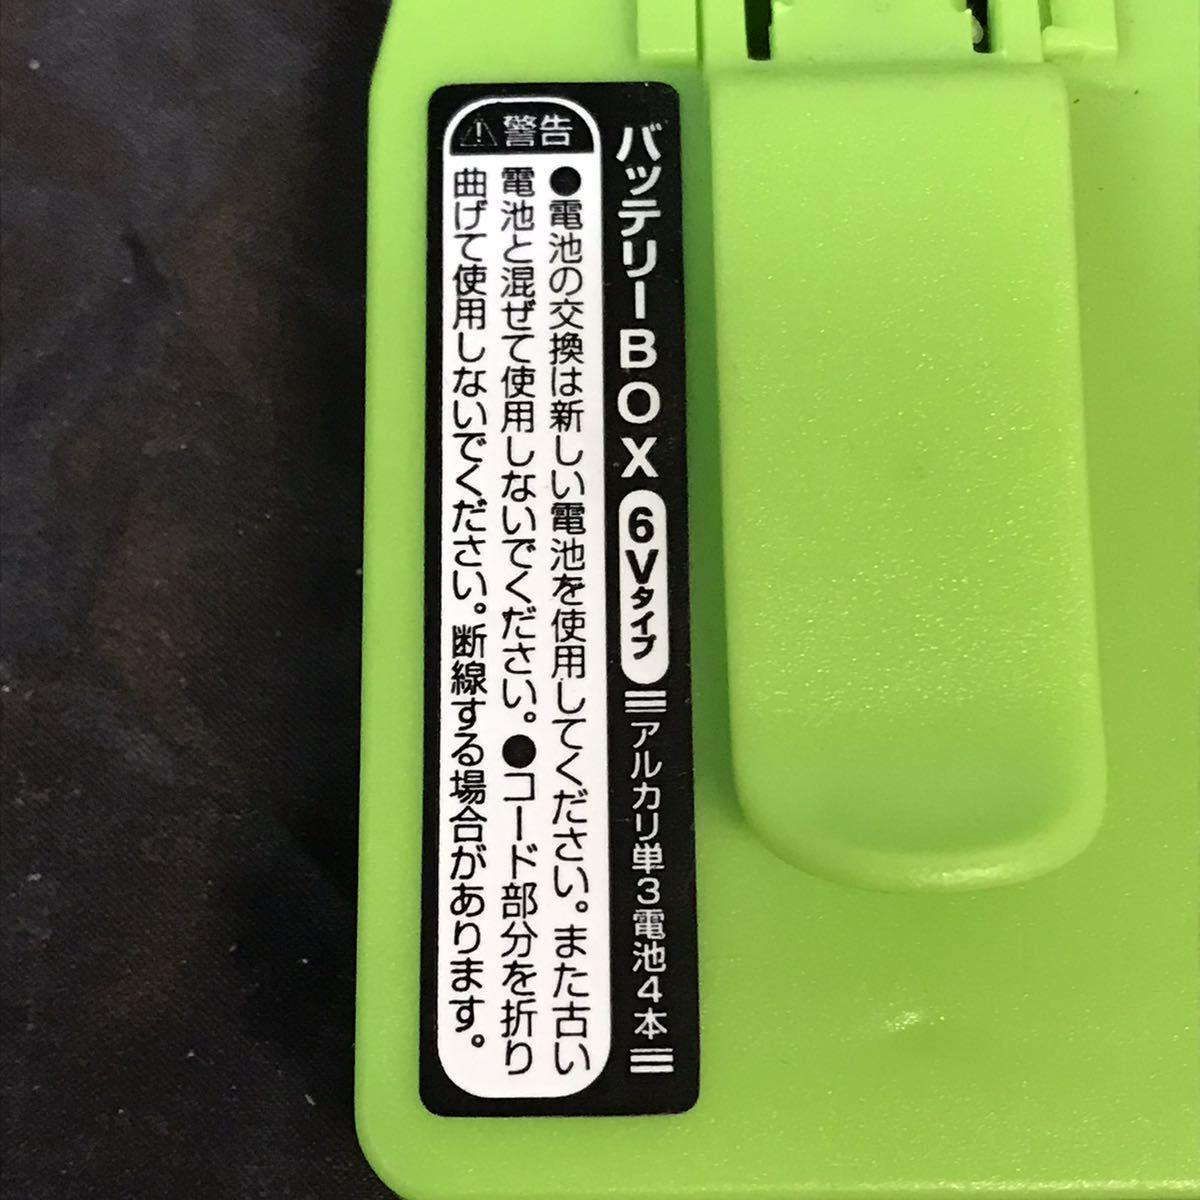 バッテリーBOX 6Vタイプ アルカリ単3電池4本
警告
●電池の交換は新しい電池を使用してください。また古い
電池と混ぜて使用しないでください。●コード部分を折り
曲げて使用しないでください。断線する場合があります。